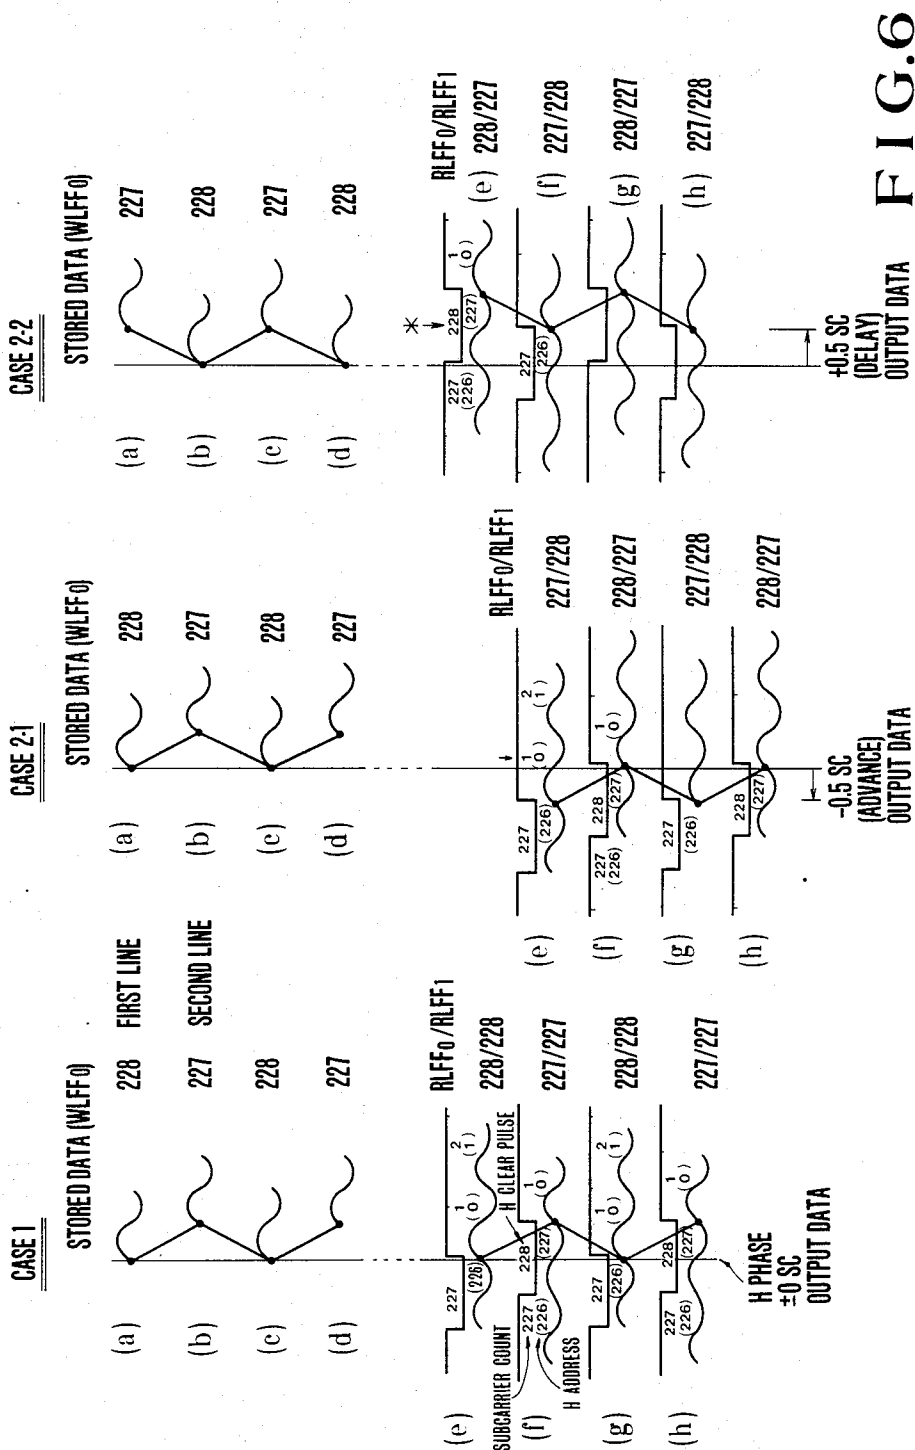 CASE 1
STORED DATA (WLFF0)
(a) 228 FIRST LINE
(b) 227 SECOND LINE
(c) 228
(d) 227
RLFF0/RLFF1
(e) 227 (226) 1 (0) 2 (1) 228/228
SUBCARRIER COUNT
H CLEAR PULSE
(f) 227 (226) 228 (227) 1 (0) 227/227
H ADDRESS
(g) 227 (226) 1 (0) 2 (1) 228/228
(h) 227 (226) 228 (227) 1 (0) 227/227
H PHASE
±0 SC
OUTPUT DATA
CASE 2-1
STORED DATA (WLFF0)
(a) 228
(b) 227
(c) 228
(d) 227
RLFF0/RLFF1
(e) 227 (226) 1 (0) 2 (1) 227/228
(f) 227 (226) 228 (227) 1 (0) 228/227
(g) 227 (226) 227/228
(h) 228 (227) 228/227
-0.5 SC
(ADVANCE)
OUTPUT DATA
CASE 2-2
STORED DATA (WLFF0)
(a) 227
(b) 228
(c) 227
(d) 228
RLFF0/RLFF1
*
227 (226) 228 (227) 1 (0) (e) 228/227
227 (226) (f) 227/228
(g) 228/227
(h) 227/228
+0.5 SC
(DELAY)
OUTPUT DATA
FIG.6